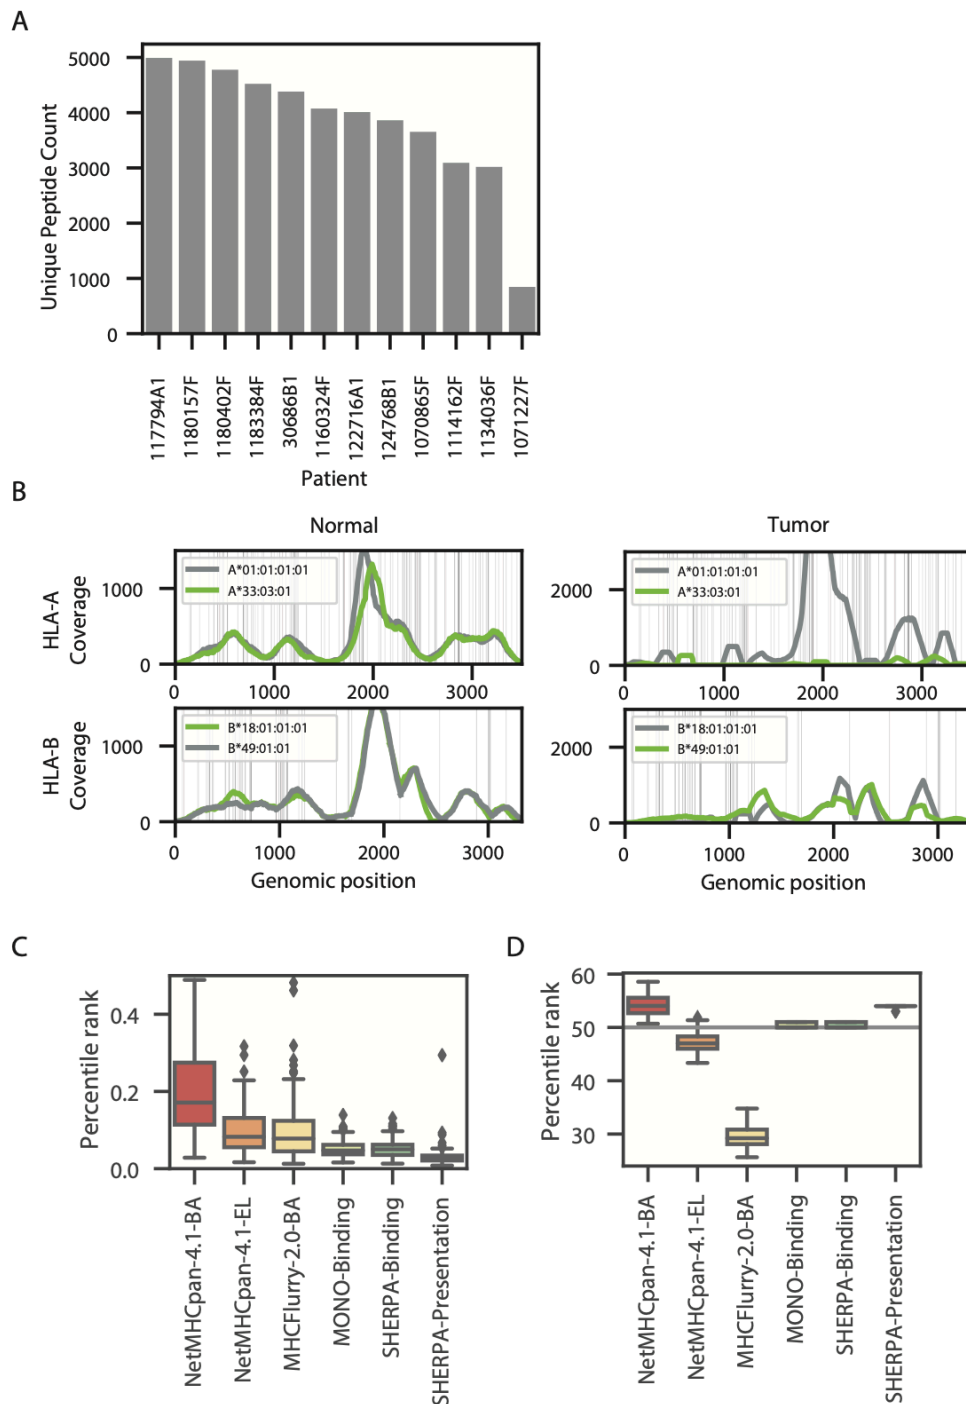 A
Unique Peptide Count
5000
4000
3000
2000
1000
0
117794A1
1180157F
1180402F
1183384F
30686B1
1160324F
122716A1
124768B1
1070865F
1114162F
1134036F
1071227F
Patient
B
Normal
Tumor
HLA-A
Coverage
1000
0
A*01:01:01:01
A*33:03:01
0 1000 2000 3000
2000
0
A*01:01:01:01
A*33:03:01
0 1000 2000 3000
HLA-B
Coverage
1000
0
B*18:01:01:01
B*49:01:01
0 1000 2000 3000
Genomic position
2000
0
B*18:01:01:01
B*49:01:01
0 1000 2000 3000
Genomic position
C
Percentile rank
0.4
0.2
0.0
NetMHCpan-4.1-BA
NetMHCpan-4.1-EL
MHCFlurry-2.0-BA
MONO-Binding
SHERPA-Binding
SHERPA-Presentation
D
Percentile rank
60
50
40
30
NetMHCpan-4.1-BA
NetMHCpan-4.1-EL
MHCFlurry-2.0-BA
MONO-Binding
SHERPA-Binding
SHERPA-Presentation